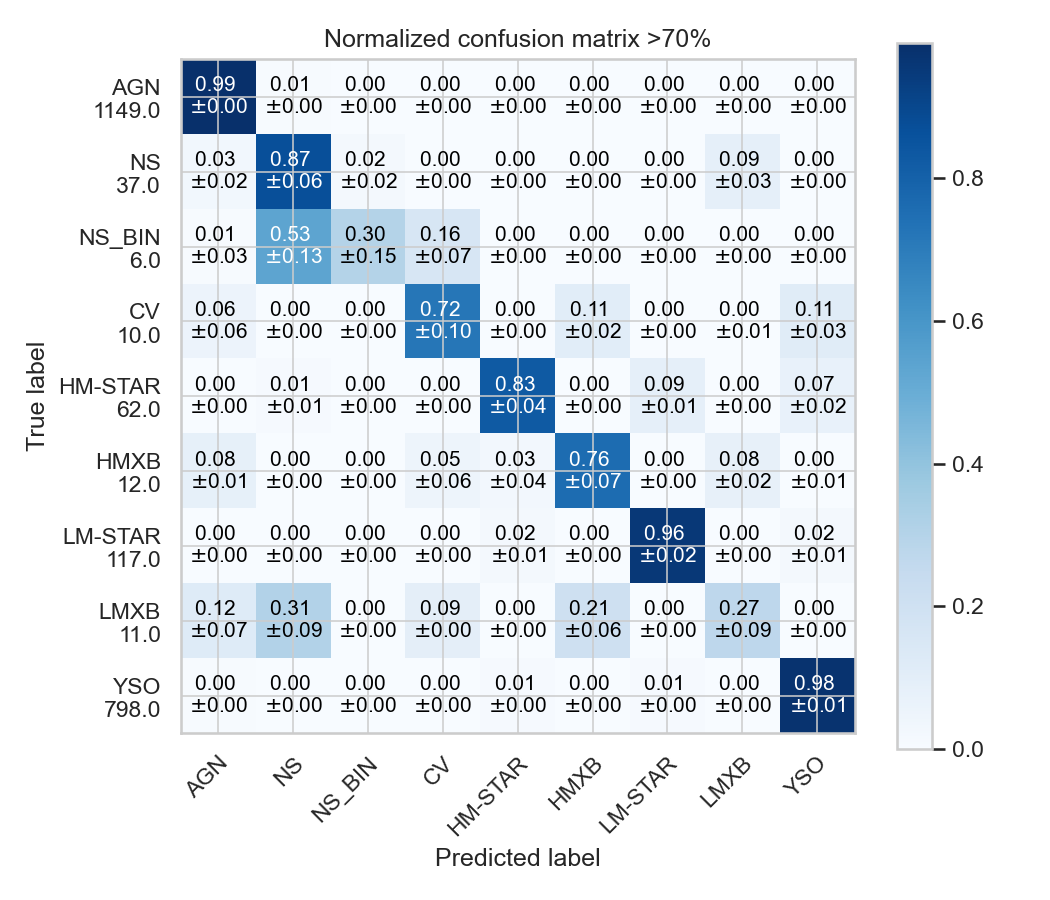 Normalized confusion matrix >70%
AGN
1149.0
0.99 0.01 0.00 0.00 0.00 0.00 0.00 0.00 0.00
±0.00 ±0.00 ±0.00 ±0.00 ±0.00 ±0.00 ±0.00 ±0.00 ±0.00
NS
37.0
0.03 0.87 0.02 0.00 0.00 0.00 0.00 0.09 0.00
±0.02 ±0.06 ±0.02 ±0.00 ±0.00 ±0.00 ±0.00 ±0.03 ±0.00
NS_BIN
6.0
0.01 0.53 0.30 0.16 0.00 0.00 0.00 0.00 0.00
±0.03 ±0.13 ±0.15 ±0.07 ±0.00 ±0.00 ±0.00 ±0.00 ±0.00
CV
10.0
0.06 0.00 0.00 0.72 0.00 0.11 0.00 0.00 0.11
±0.06 ±0.00 ±0.00 ±0.10 ±0.00 ±0.02 ±0.00 ±0.01 ±0.03
HM-STAR
62.0
0.00 0.01 0.00 0.00 0.83 0.00 0.09 0.00 0.07
±0.00 ±0.01 ±0.00 ±0.00 ±0.04 ±0.00 ±0.01 ±0.00 ±0.02
HMXB
12.0
0.08 0.00 0.00 0.05 0.03 0.76 0.00 0.08 0.00
±0.01 ±0.00 ±0.00 ±0.06 ±0.04 ±0.07 ±0.00 ±0.02 ±0.01
LM-STAR
117.0
0.00 0.00 0.00 0.00 0.02 0.00 0.96 0.00 0.02
±0.00 ±0.00 ±0.00 ±0.00 ±0.01 ±0.00 ±0.02 ±0.00 ±0.01
LMXB
11.0
0.12 0.31 0.00 0.09 0.00 0.21 0.00 0.27 0.00
±0.07 ±0.09 ±0.00 ±0.00 ±0.00 ±0.06 ±0.00 ±0.09 ±0.00
YSO
798.0
0.00 0.00 0.00 0.00 0.01 0.00 0.01 0.00 0.98
±0.00 ±0.00 ±0.00 ±0.00 ±0.00 ±0.00 ±0.00 ±0.00 ±0.01
True label
AGN NS NS_BIN CV HM-STAR HMXB LM-STAR LMXB YSO
Predicted label
0.8
0.6
0.4
0.2
0.0